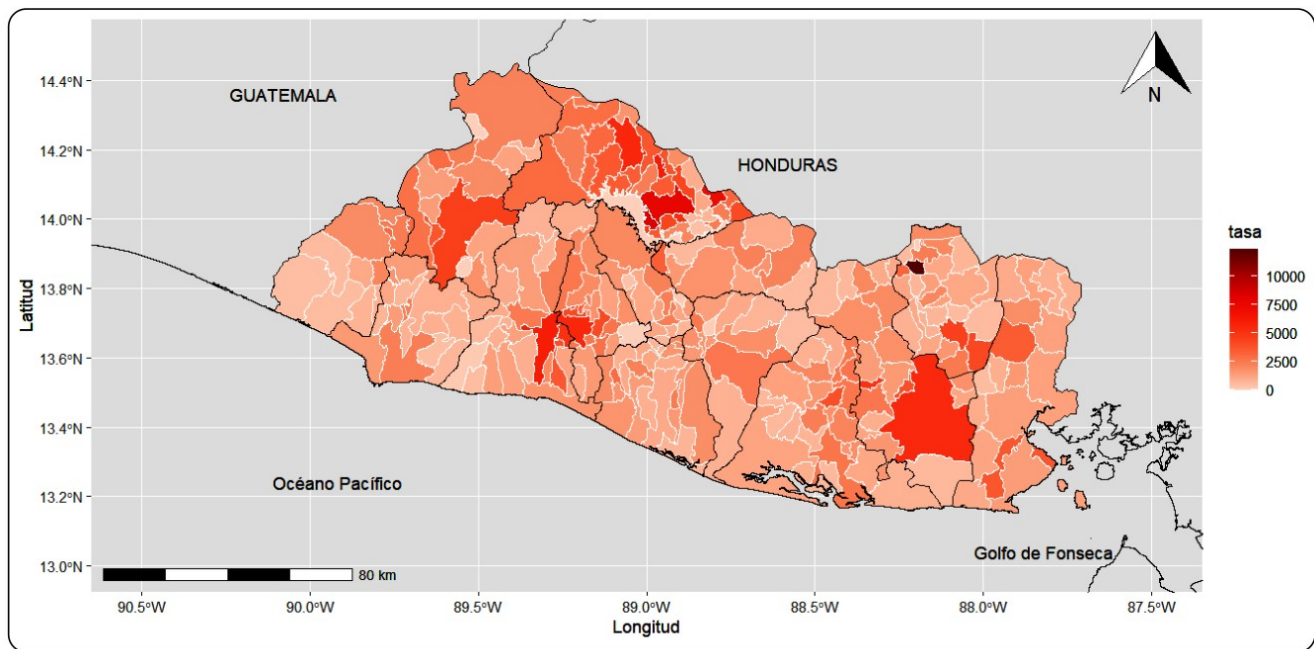 GUATEMALA
HONDURAS
N
14.4°N
14.2°N
14.0°N
13.8°N
13.6°N
13.4°N
13.2°N
13.0°N
Latitud
Océano Pacífico
Golfo de Fonseca
80 km
90.5°W
90.0°W
89.5°W
89.0°W
88.5°W
88.0°W
87.5°W
Longitud
tasa
10000
7500
5000
2500
0